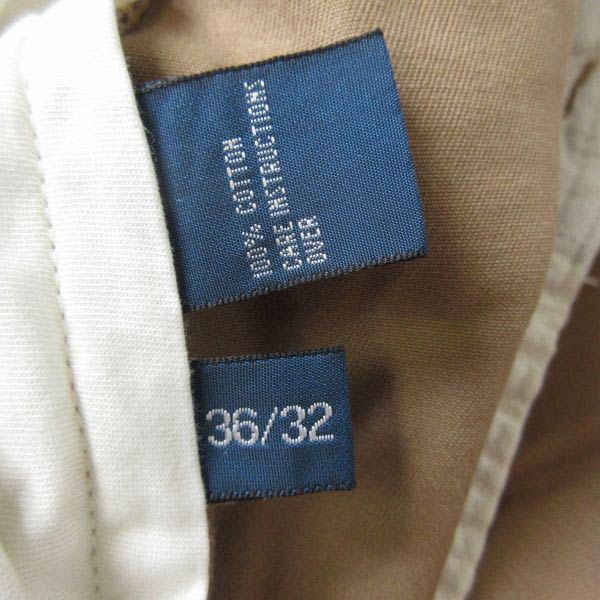 100% COTTON
CARE INSTRUCTIONS
OVER
36/32